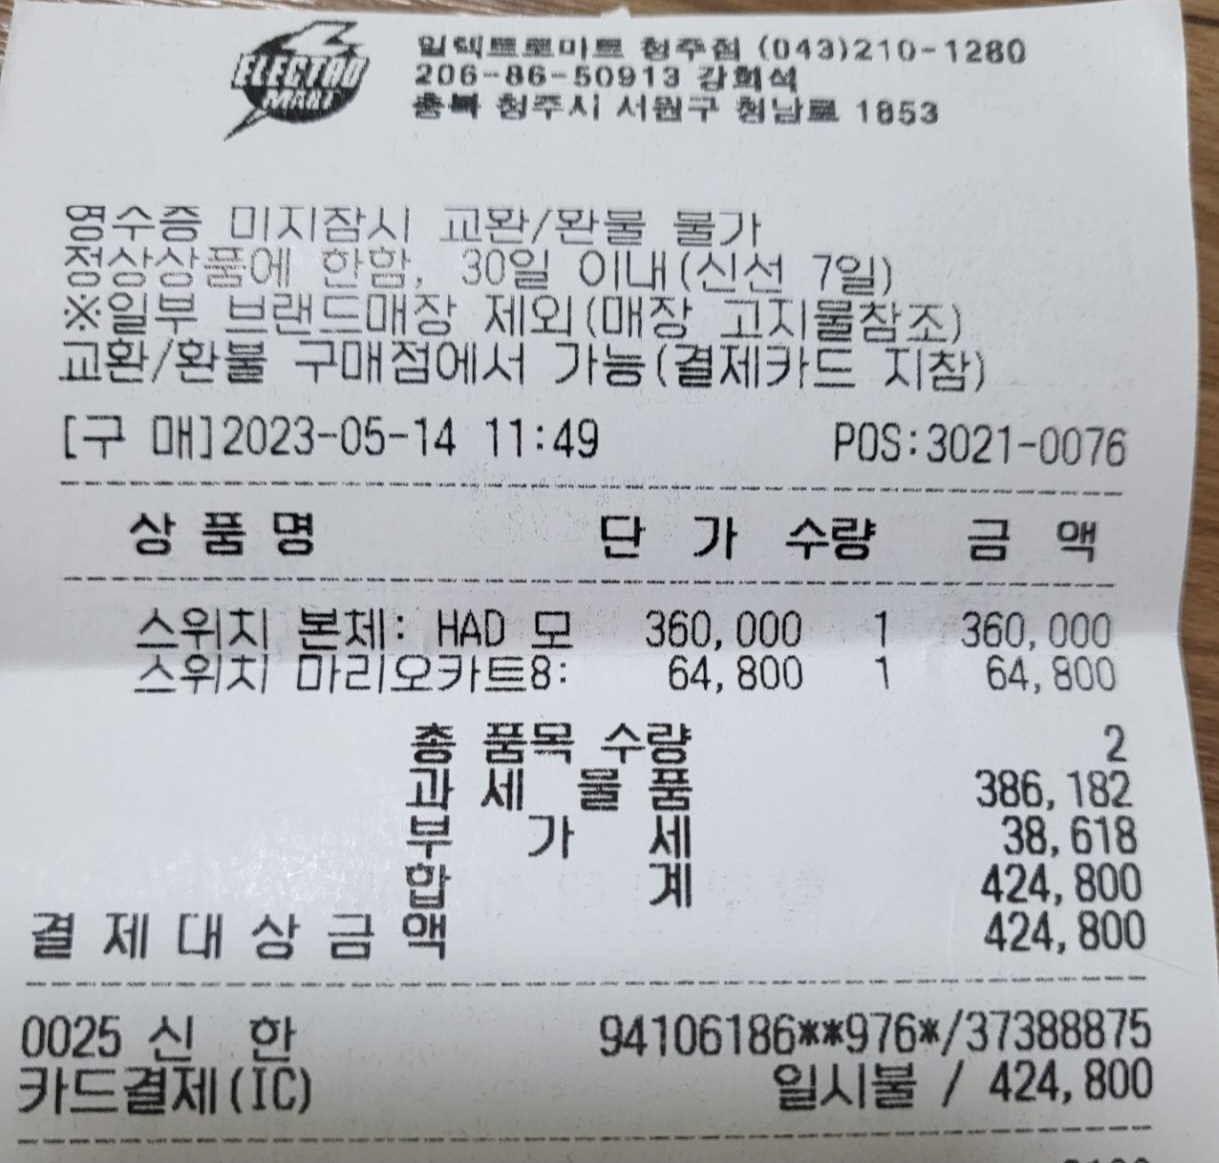 ELECTRO MART
일렉트로마트 청주점 (043)210-1280
206-86-50913 강희석
충북 청주시 서원구 청남로 1853
영수증 미지참시 교환/환불 불가
정상상품에 한함, 30일 이내(신선 7일)
※일부 브랜드매장 제외(매장 고지물참조)
교환/환불 구매점에서 가능(결제카드 지참)
[구 매]2023-05-14 11:49 POS:3021-0076
상품명 단 가 수량 금 액
스위치 본체: HAD 모 360,000 1 360,000
스위치 마리오카트8: 64,800 1 64,800
총 품목 수량 2
과 세 물 품 386,182
부 가 세 38,618
합 계 424,800
결 제 대 상 금 액 424,800
0025 신 한 94106186**976*/37388875
카드결제(IC) 일시불 / 424,800